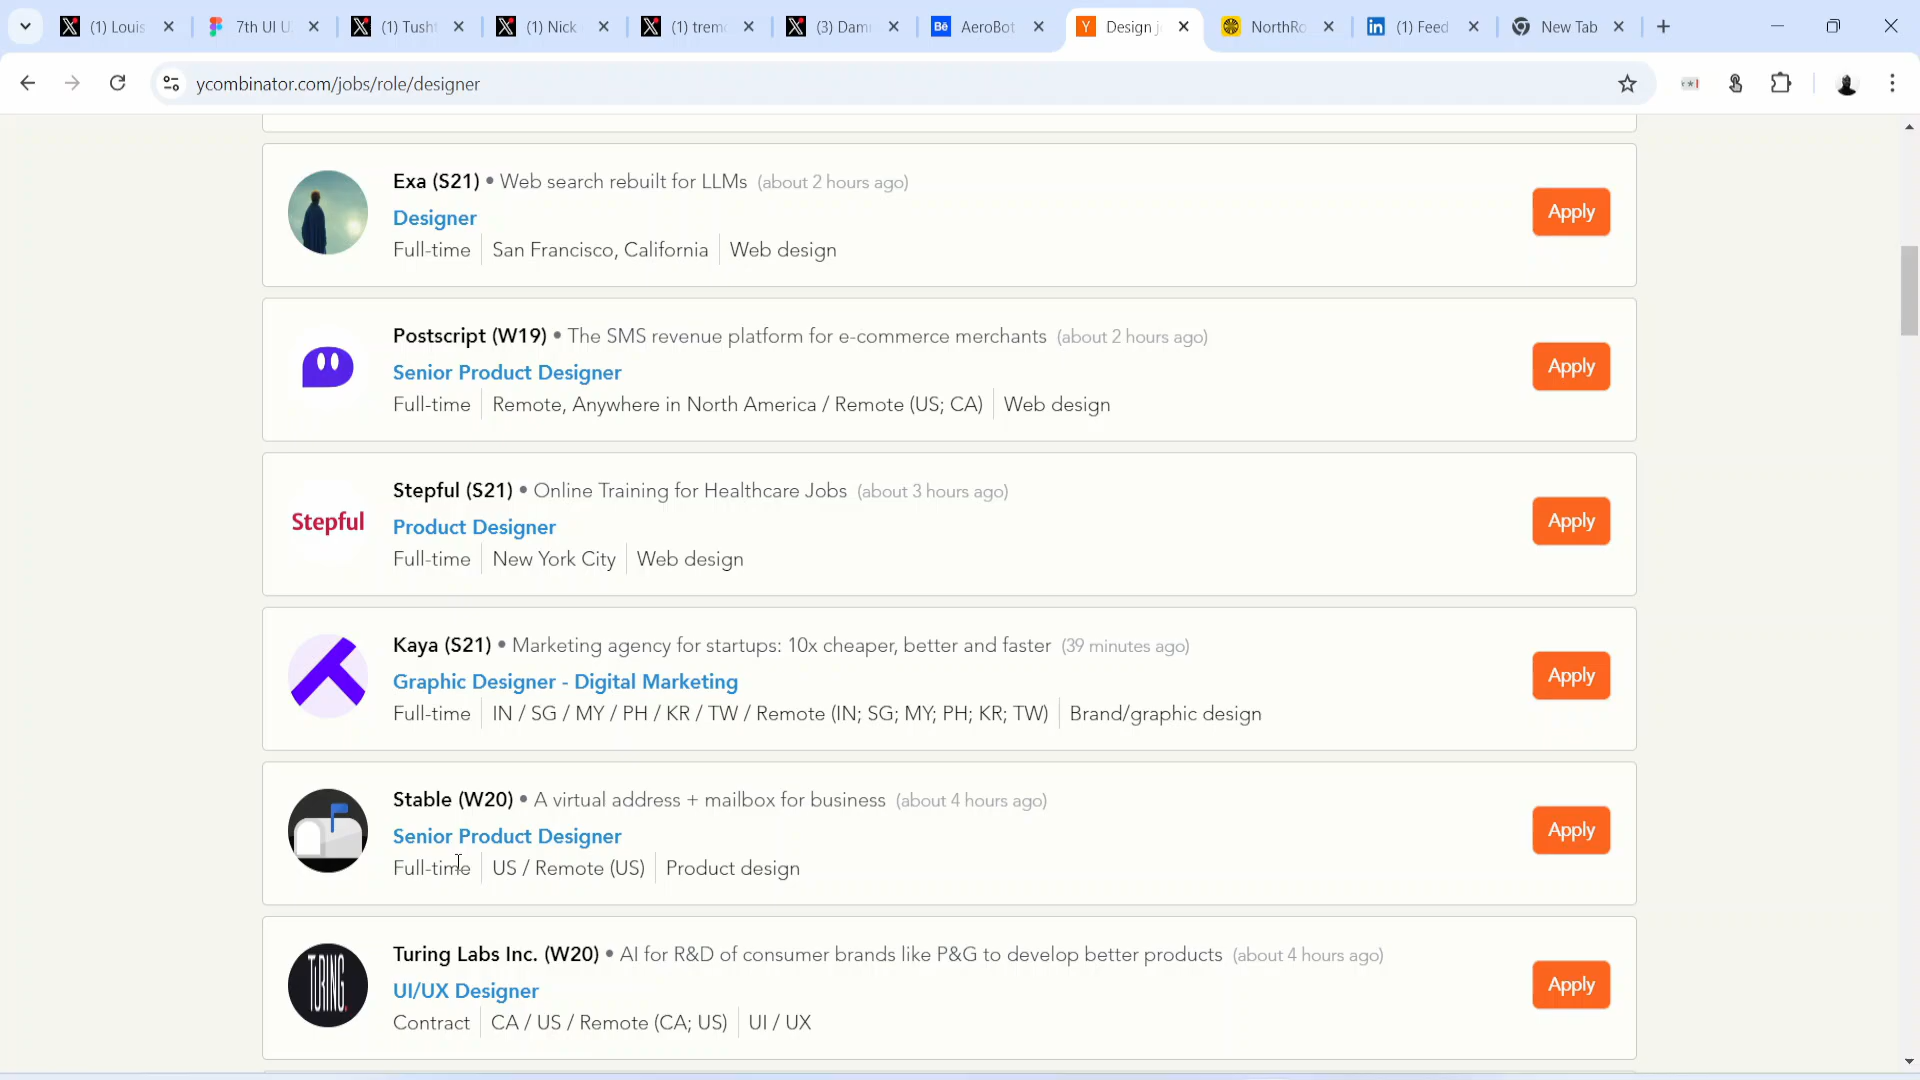 (1) Louis
7th UI U
(1) Tusht
(1) Nick
(1) trem
(3) Dam
Bē
AeroBot
Y
Design j
NorthRo
in
(1) Feed
New Tab
ycombinator.com/jobs/role/designer
Exa (S21) • Web search rebuilt for LLMs (about 2 hours ago)
Designer
Full-time San Francisco, California Web design
Apply
Postscript (W19) • The SMS revenue platform for e-commerce merchants (about 2 hours ago)
Senior Product Designer
Full-time Remote, Anywhere in North America / Remote (US; CA) Web design
Apply
Stepful
Stepful (S21) • Online Training for Healthcare Jobs (about 3 hours ago)
Product Designer
Full-time New York City Web design
Apply
Kaya (S21) • Marketing agency for startups: 10x cheaper, better and faster (39 minutes ago)
Graphic Designer - Digital Marketing
Full-time IN / SG / MY / PH / KR / TW / Remote (IN; SG; MY; PH; KR; TW) Brand/graphic design
Apply
Stable (W20) • A virtual address + mailbox for business (about 4 hours ago)
Senior Product Designer
Full-time US / Remote (US) Product design
Apply
TURING.
Turing Labs Inc. (W20) • AI for R&D of consumer brands like P&G to develop better products (about 4 hours ago)
UI/UX Designer
Contract CA / US / Remote (CA; US) UI / UX
Apply